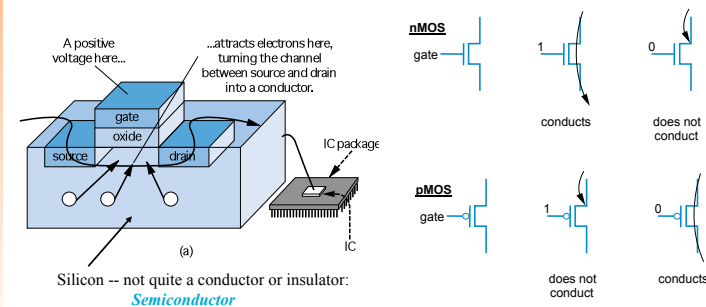 A positive
voltage here...
...attracts electrons here,
turning the channel
between source and drain
into a conductor.
gate
oxide
source
drain
IC package
IC
(a)
Silicon -- not quite a conductor or insulator:
Semiconductor
nMOS
gate
1
conducts
0
does not
conduct
pMOS
gate
1
does not
conduct
0
conducts